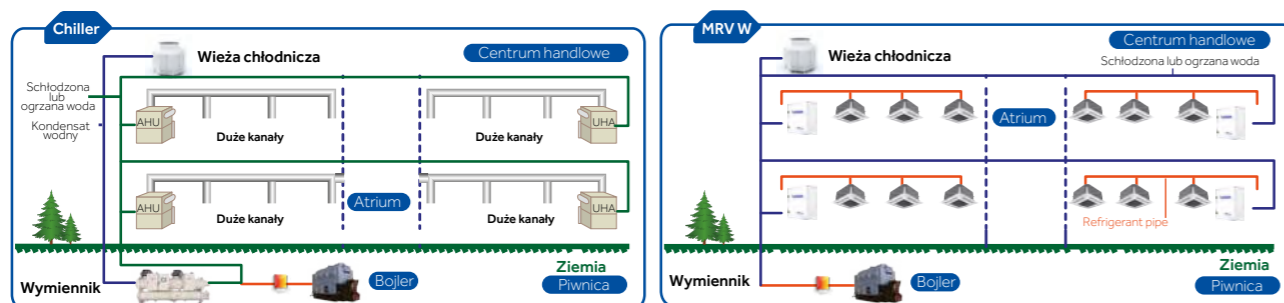 Chiller
Centrum handlowe
Wieża chłodnicza
Schłodzona
lub
ogrzana woda
Kondensat
wodny
AHU
Duże kanały
Duże kanały
UHA
AHU
Duże kanały
Atrium
Duże kanały
UHA
Ziemia
Wymiennik
Bojler
Piwnica
MRV W
Centrum handlowe
Wieża chłodnicza
Schłodzona lub ogrzana woda
Atrium
Refrigerant pipe
Ziemia
Wymiennik
Bojler
Piwnica